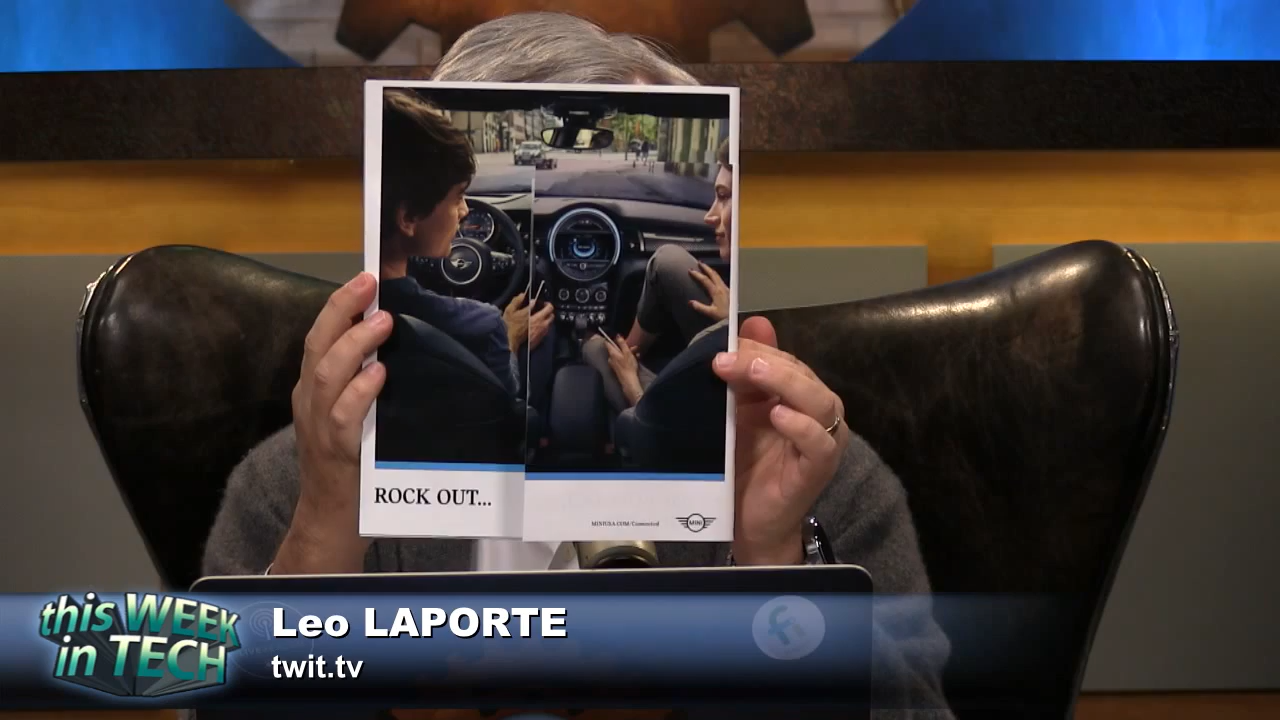 ROCK OUT...
MINIUSA.COM/Connected
MINI
this WEEK
in TECH
Leo LAPORTE
twit.tv